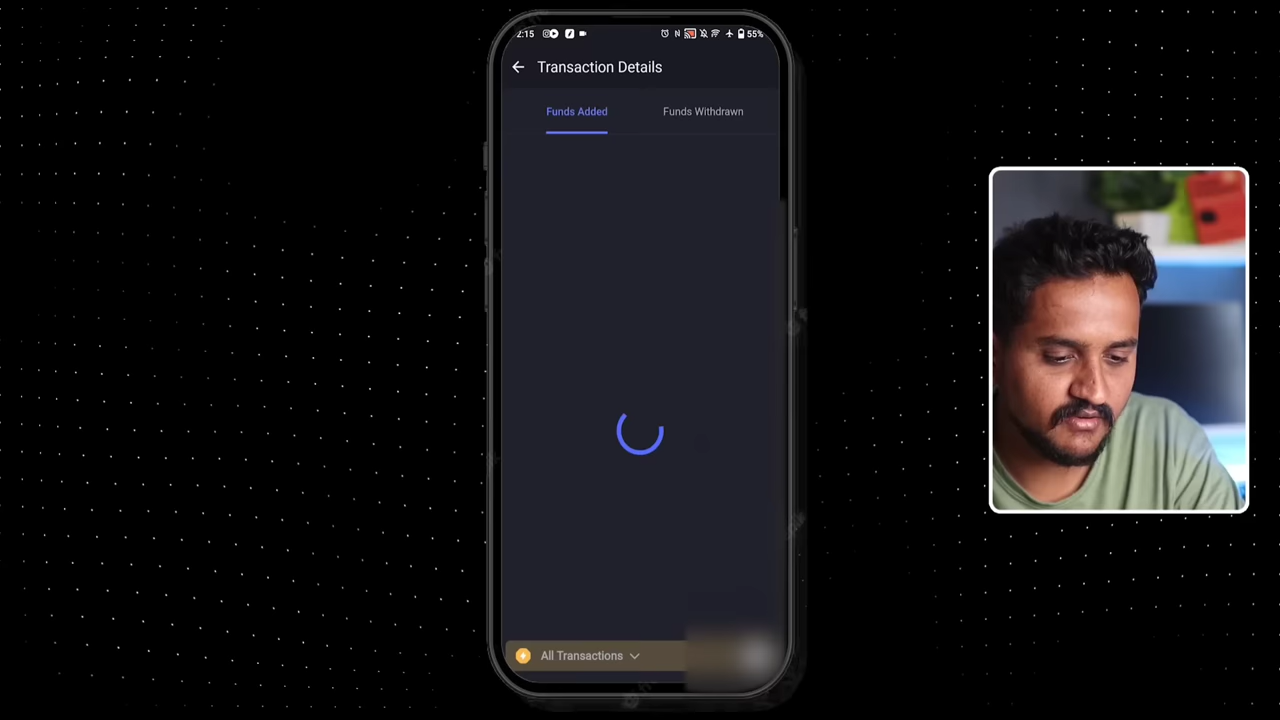 2:15
55%
Transaction Details
Funds Added
Funds Withdrawn
All Transactions